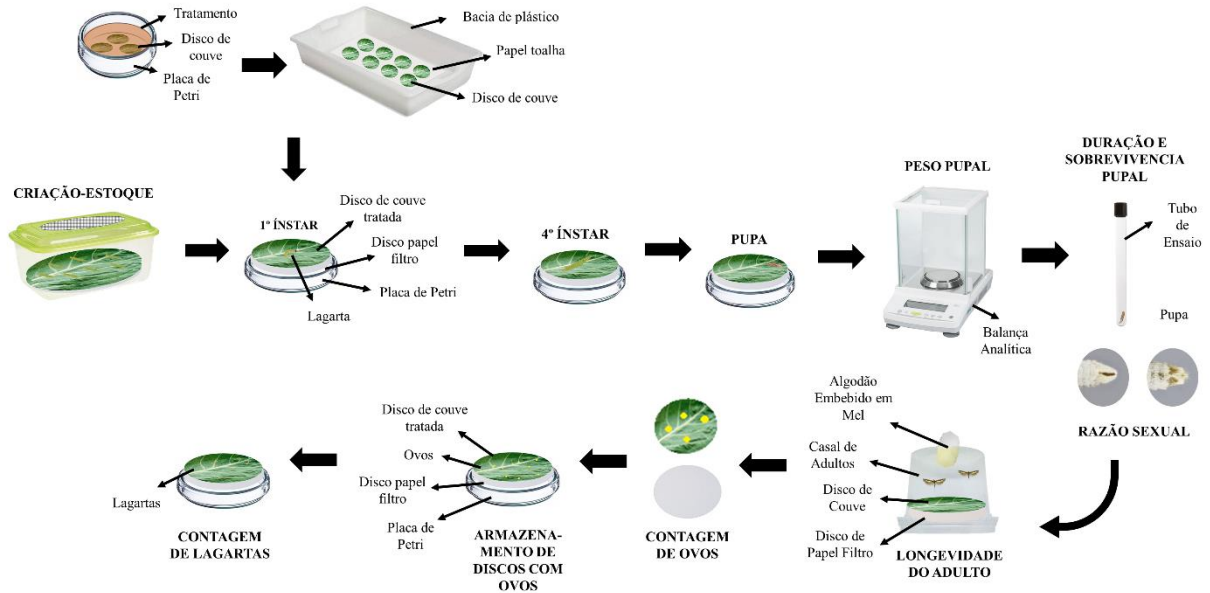 Tratamento
Disco de
couve
Placa de
Petri
Bacia de plástico
Papel toalha
Disco de couve
CRIAÇÃO-ESTOQUE
1º ÍNSTAR
Disco de couve
tratada
Disco papel
filtro
Placa de Petri
Lagarta
4º ÍNSTAR
PUPA
PESO PUPAL
Balança
Analítica
DURAÇÃO E
SOBREVIVENCIA
PUPAL
Tubo
de
Ensaio
Pupa
RAZÃO SEXUAL
Algodão
Embebido em
Mel
Casal de
Adultos
Disco de
Couve
Disco de
Papel Filtro
LONGEVIDADE
DO ADULTO
CONTAGEM
DE OVOS
Disco de couve
tratada
Ovos
Disco papel
filtro
Placa de
Petri
ARMAZENA-
MENTO DE
DISCOS COM
OVOS
Lagartas
CONTAGEM
DE LAGARTAS